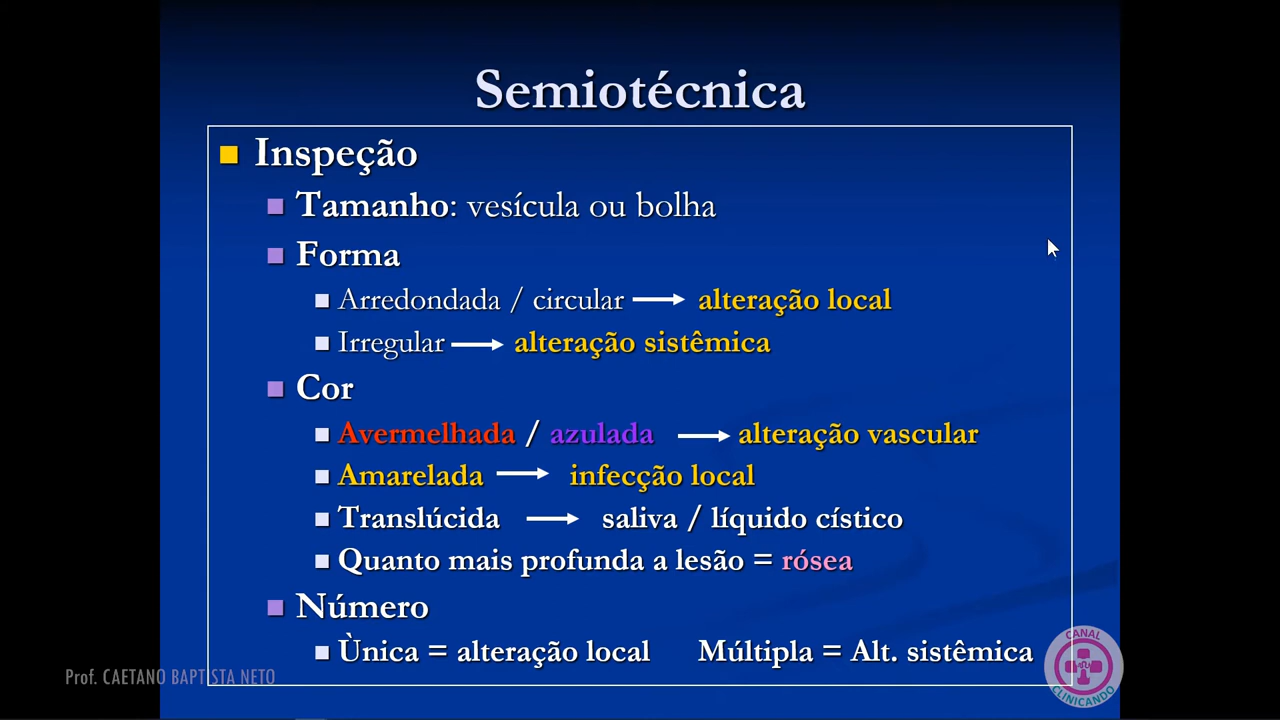 Semiotécnica
Inspeção
Tamanho: vesícula ou bolha
Forma
Arredondada / circular → alteração local
Irregular → alteração sistêmica
Cor
Avermelhada / azulada → alteração vascular
Amarelada → infecção local
Translúcida → saliva / líquido cístico
Quanto mais profunda a lesão = rósea
Número
Ùnica = alteração local Múltipla = Alt. sistêmica
Prof. CAETANO BAPTISTA NETO
CANAL
CLINICANDO